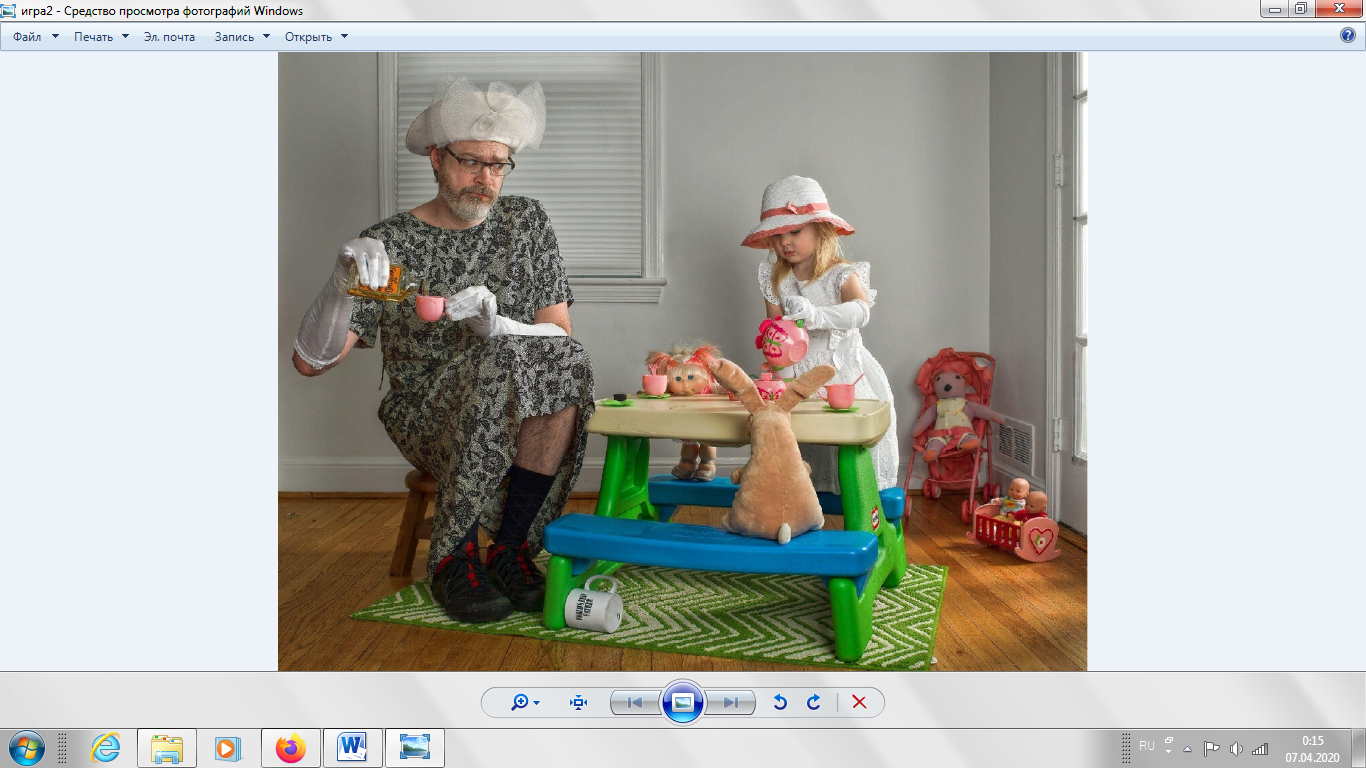 игра2 - Средство просмотра фотографий Windows
Файл Печать Эл. почта Запись Открыть
RU
0:15
07.04.2020